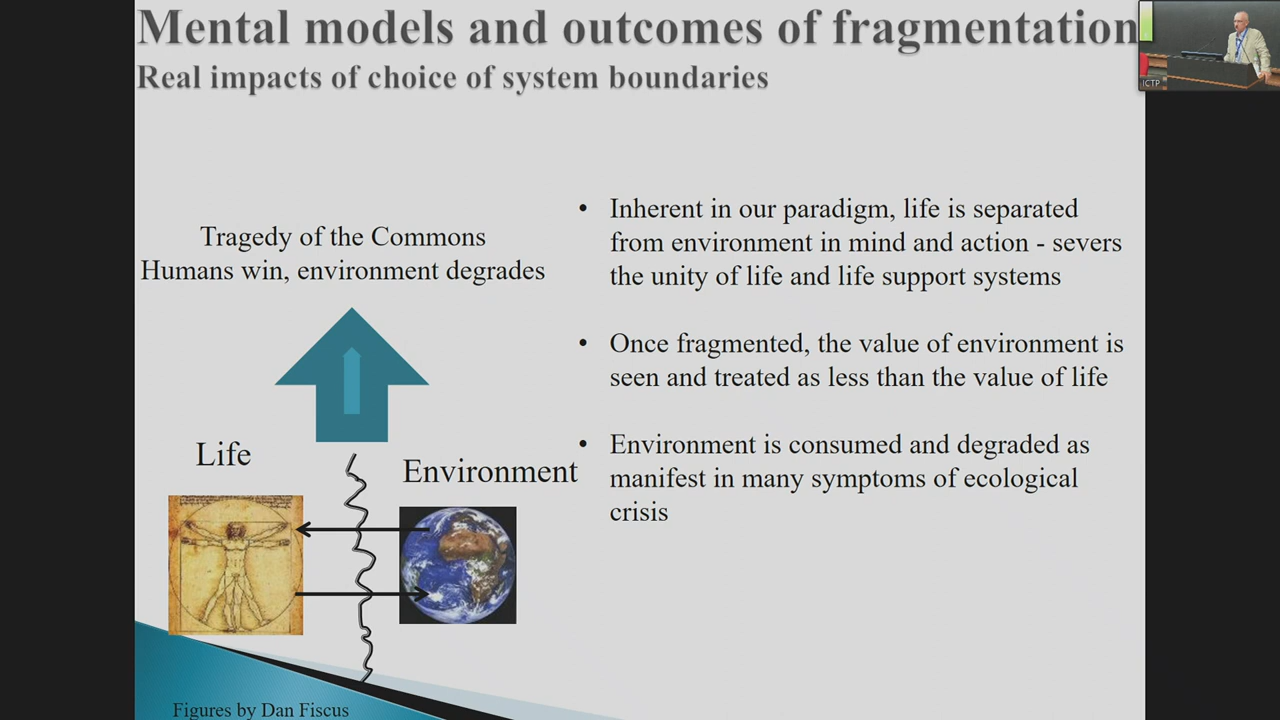 Mental models and outcomes of fragmentation
Real impacts of choice of system boundaries
ICTP
Tragedy of the Commons
Humans win, environment degrades
• Inherent in our paradigm, life is separated
from environment in mind and action - severs
the unity of life and life support systems
• Once fragmented, the value of environment is
seen and treated as less than the value of life
• Environment is consumed and degraded as
manifest in many symptoms of ecological
crisis
Life
Environment
Figures by Dan Fiscus